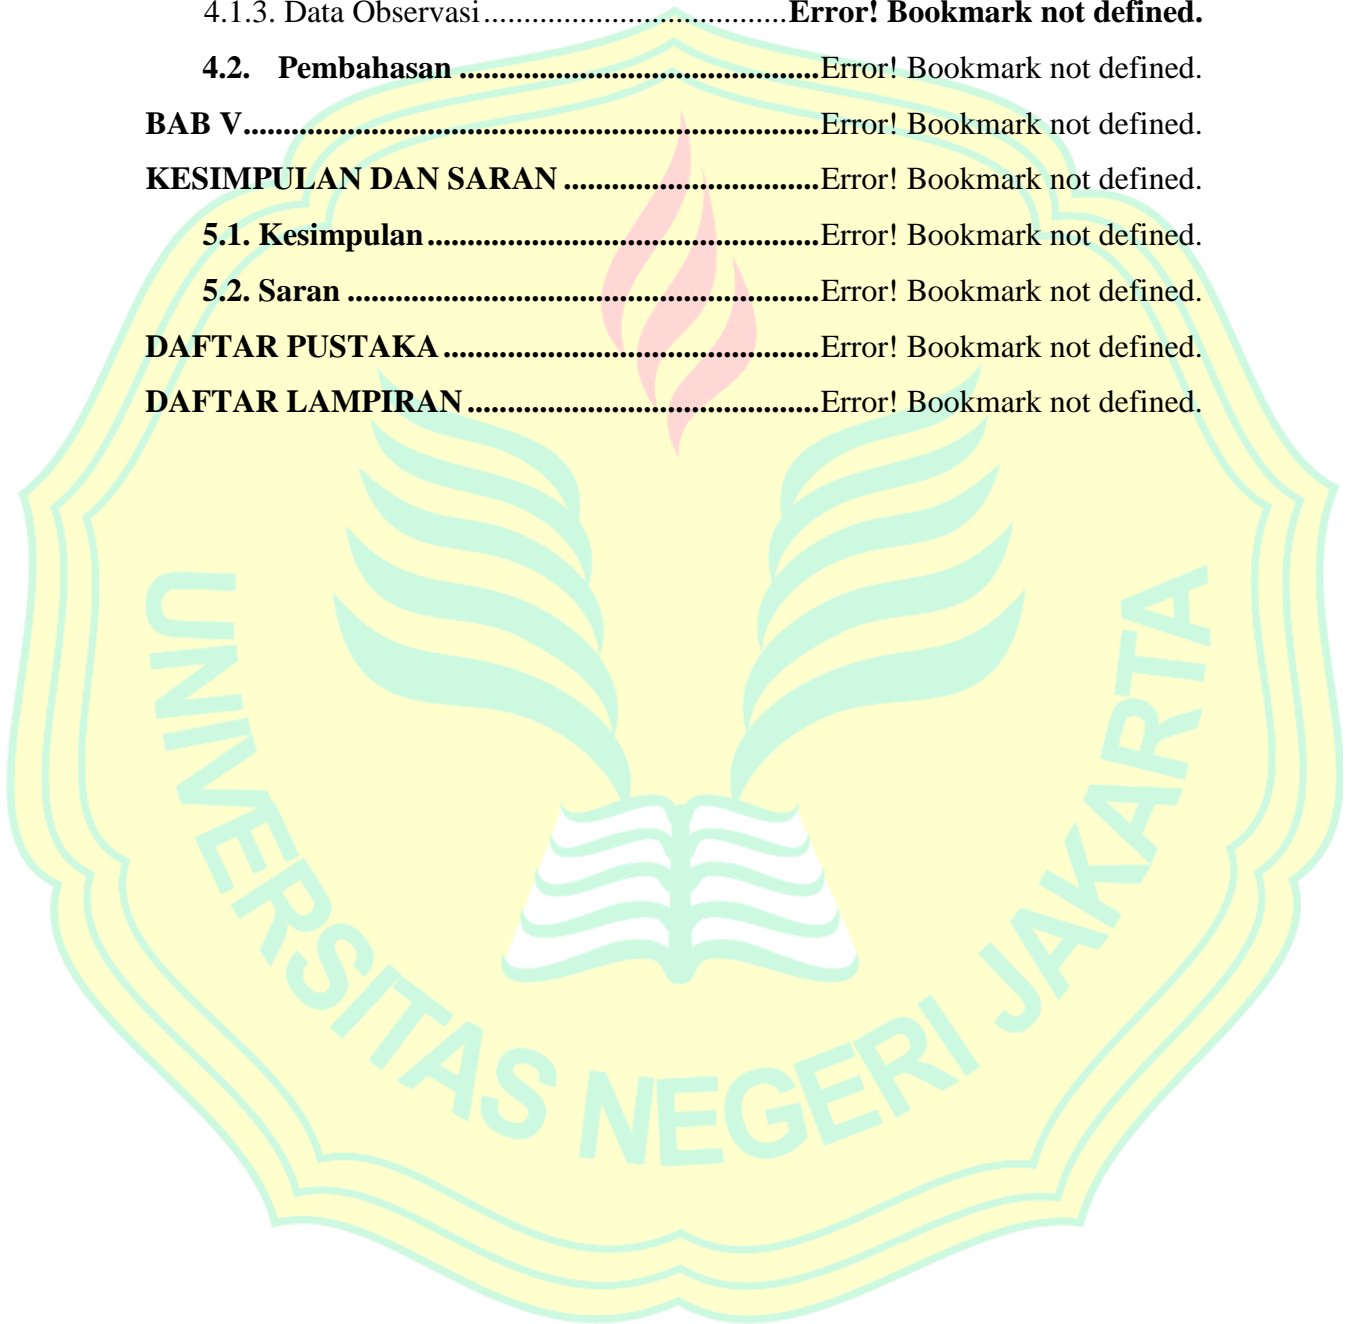 4.1.3. Data Observasi......................................Error! Bookmark not defined.
4.2. Pembahasan .............................................Error! Bookmark not defined.
BAB V........................................................................Error! Bookmark not defined.
KESIMPULAN DAN SARAN ................................Error! Bookmark not defined.
5.1. Kesimpulan.................................................Error! Bookmark not defined.
5.2. Saran ...........................................................Error! Bookmark not defined.
DAFTAR PUSTAKA ...............................................Error! Bookmark not defined.
DAFTAR LAMPIRAN ............................................Error! Bookmark not defined.
UNIVERSITAS NEGERI JAKARTA